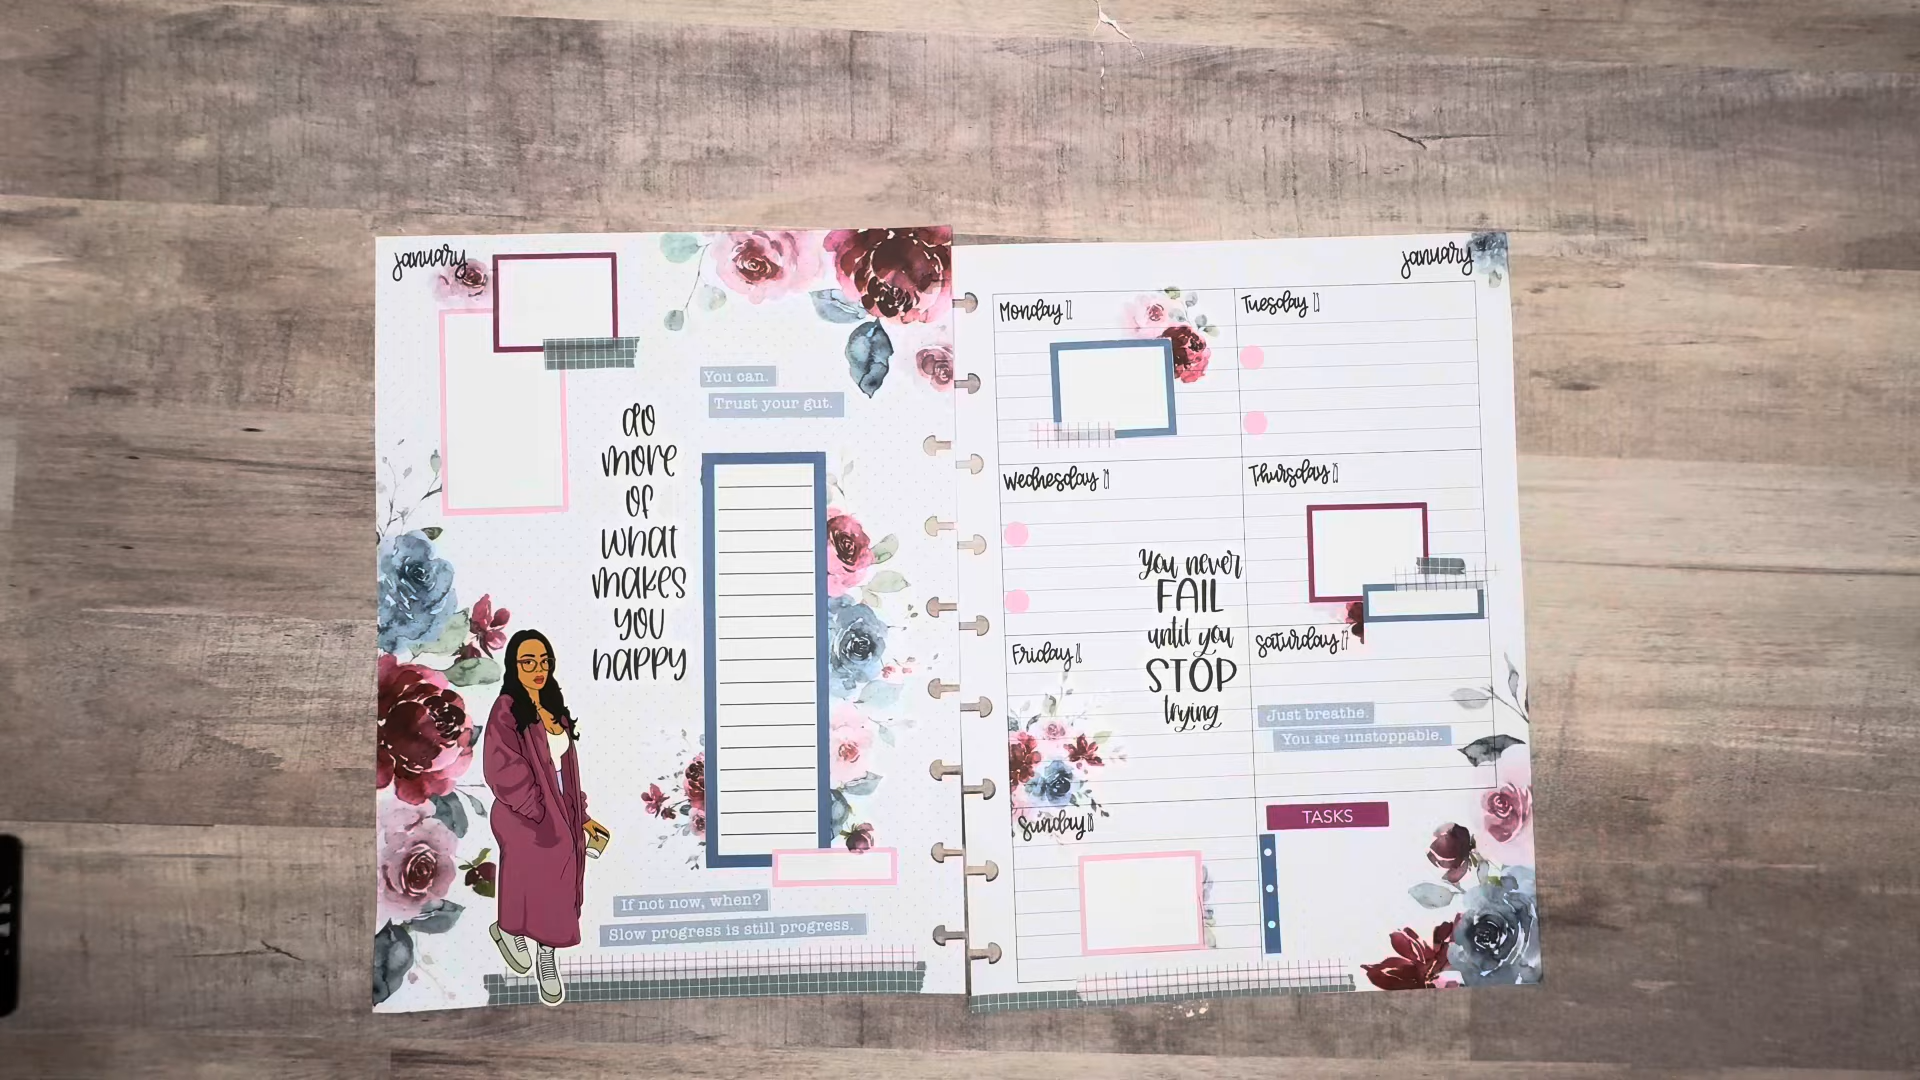 january
You can.
Trust your gut.
do
more
of
what
makes
you
happy
If not now, when?
Slow progress is still progress.
january
Monday
Tuesday
Wednesday
Thursday
You never
FAIL
until you
STOP
trying
Friday
Saturday
Just breathe.
You are unstoppable.
Sunday
TASKS